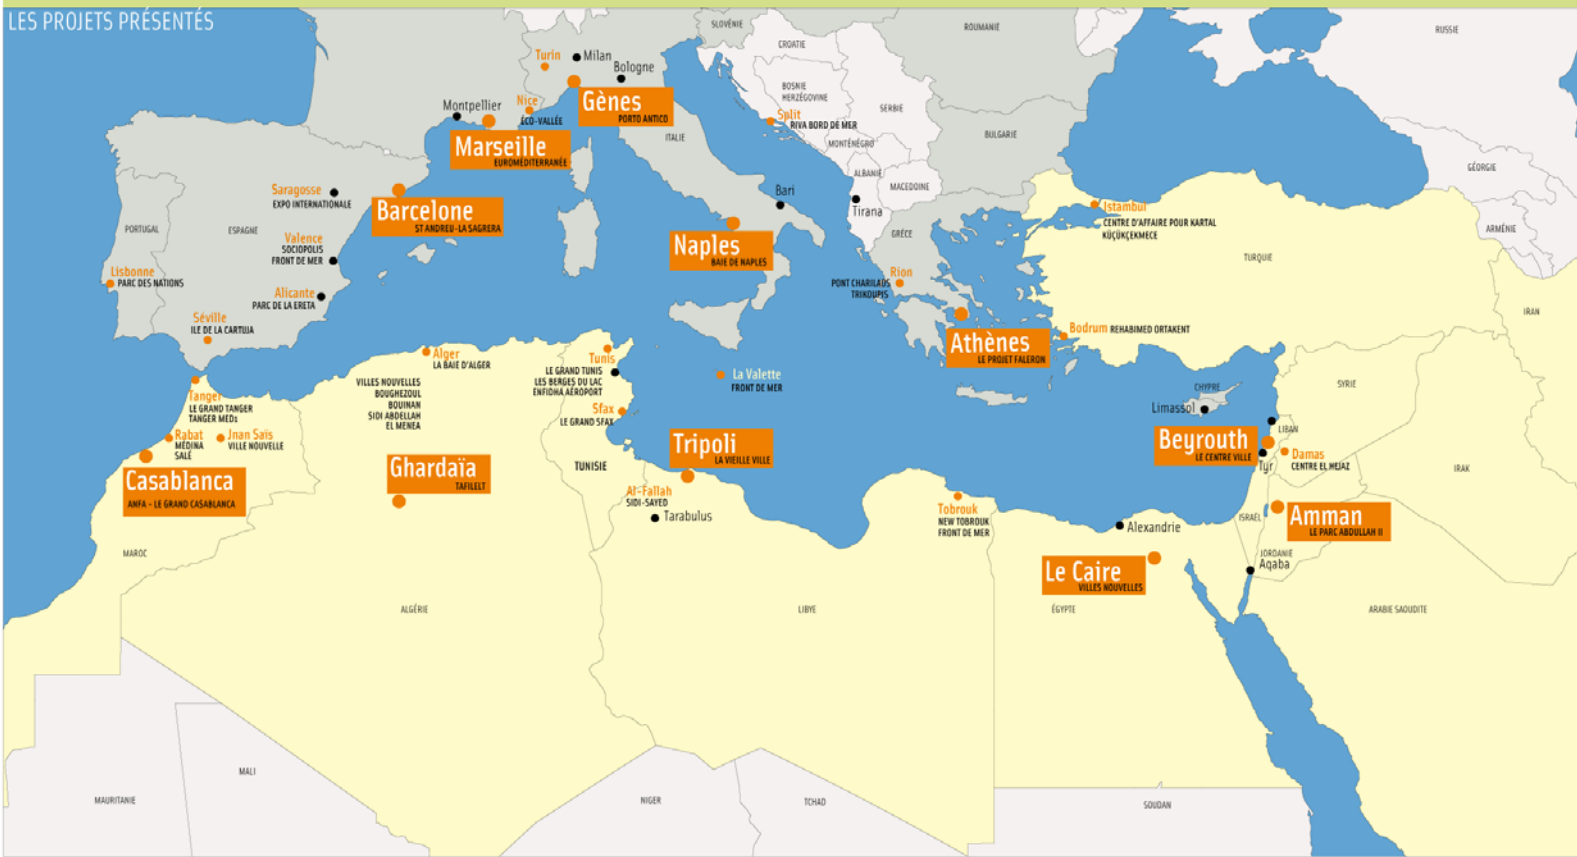 LES PROJETS PRÉSENTÉS
SLOVÉNIE
ROUMANIE
RUSSIE
CROATIE
Turin
Milan
Bologne
BOSNIE
HERZÉGOVINE
SERBIE
Montpellier
Nice
ÉCO-VALLÉE
Gènes
PORTO ANTICO
Split
RIVA BORD DE MER
ITALIE
BULGARIE
MONTÉNÉGRO
Marseille
EUROMÉDITERRANÉE
GÉORGIE
ALBANIE
MACEDOINE
Saragosse
EXPO INTERNATIONALE
Bari
Tirana
Barcelone
ST ANDREU-LA SAGRERA
Istambul
CENTRE D'AFFAIRE POUR KARTAL
KÜÇÜKÇEKMECE
PORTUGAL
ESPAGNE
GRÉCE
ARMÉNIE
Valence
SOCIOPOLIS
FRONT DE MER
Naples
BAIE DE NAPLES
TURQUIE
Lisbonne
PARC DES NATIONS
Rion
PONT CHARILAOS
TRIKOUPIS
Alicante
PARC DE LA ERETA
IRAN
Séville
ILE DE LA CARTUJA
Bodrum REHABIMED ORTAKENT
Athènes
LE PROJET FALERON
Alger
LA BAIE D'ALGER
Tunis
LE GRAND TUNIS
LES BERGES DU LAC
ENFIDHA AÉROPORT
La Valette
FRONT DE MER
VILLES NOUVELLES
BOUGHEZOUL
BOUINAN
SIDI ABDELLAH
EL MENEA
CHYPRE
SYRIE
Tanger
LE GRAND TANGER
TANGER MED1
Sfax
LE GRAND SFAX
Limassol
Rabat
MÉDINA
SALÉ
Jnan Saïs
VILLE NOUVELLE
Tripoli
LA VIEILLE VILLE
Beyrouth
LE CENTRE VILLE
LIBAN
Damas
CENTRE EL HEJAZ
Tyr
IRAK
Casablanca
ANFA - LE GRAND CASABLANCA
Ghardaïa
TAFILELT
TUNISIE
Al-Fallah
SIDI-SAYED
Tarabulus
Tobrouk
NEW TOBROUK
FRONT DE MER
Alexandrie
ISRAËL
Amman
LE PARC ABDULLAH II
MAROC
JORDANIE
Aqaba
Le Caire
VILLES NOUVELLES
ALGÉRIE
LIBYE
ÉGYPTE
ARABIE SAOUDITE
MALI
MAURITANIE
NIGER
TCHAD
SOUDAN